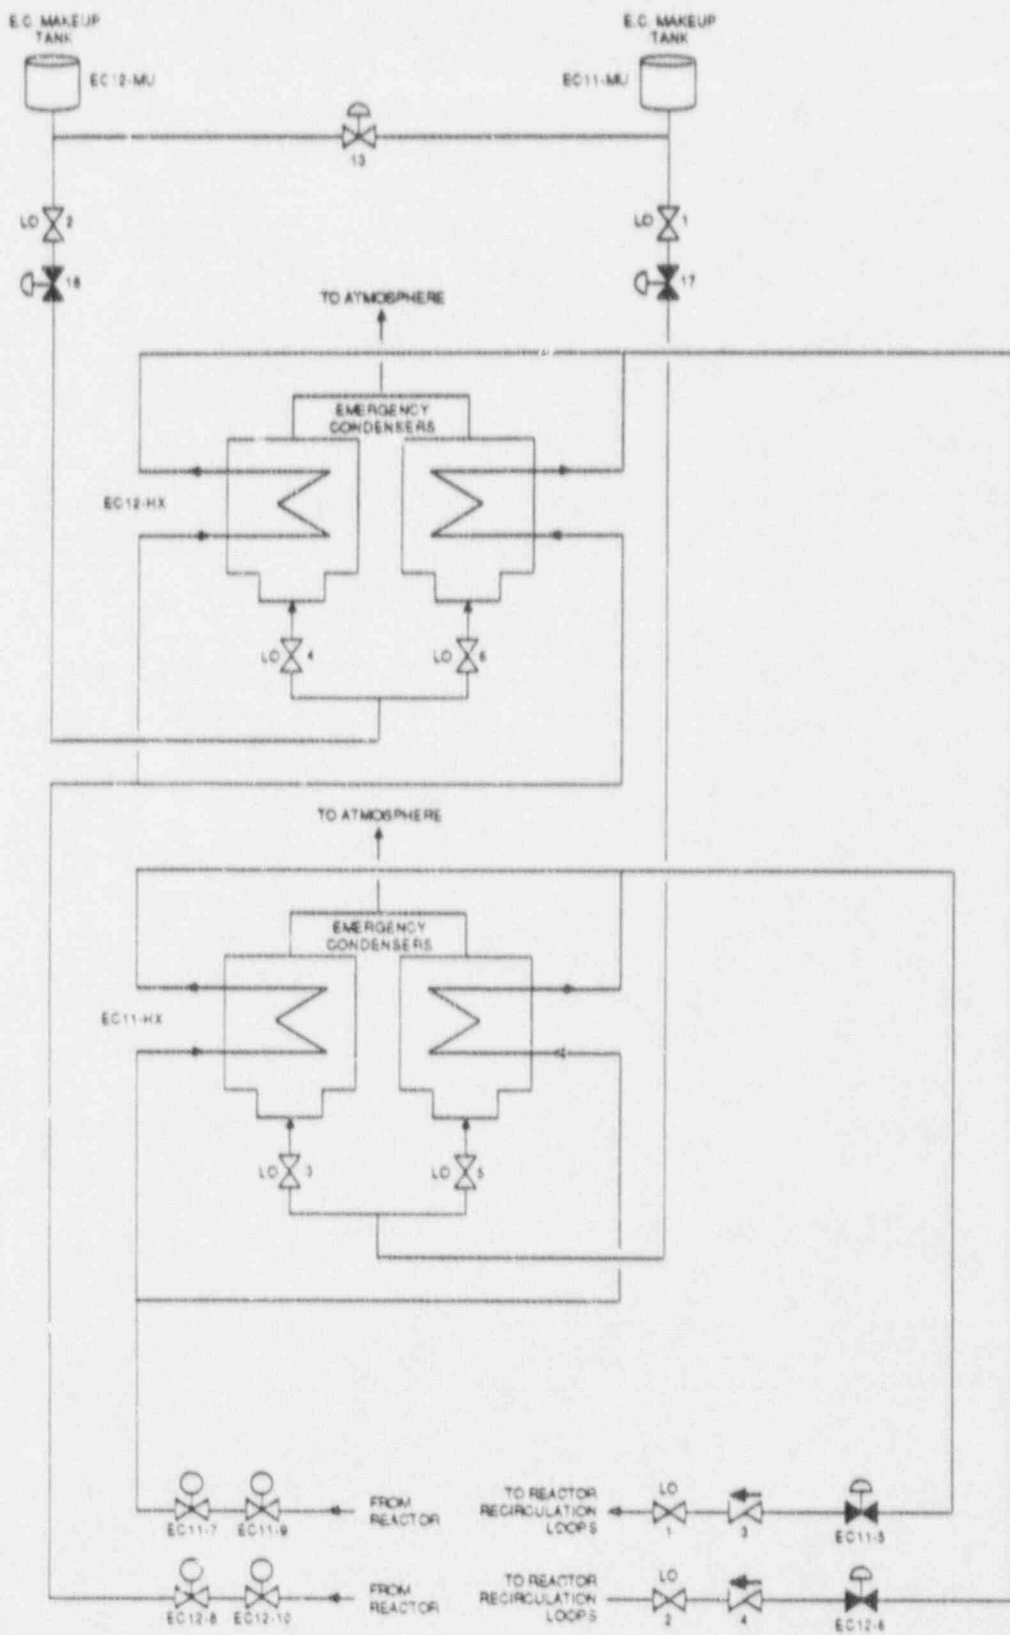 E.C. MAKEUP
TANK
EC12-MU
E.C. MAKEUP
TANK
EC11-MU
13
LO 2
LO 1
18
17
TO ATMOSPHERE
EMERGENCY
CONDENSERS
EC12-HX
LO 4
LO 6
TO ATMOSPHERE
EMERGENCY
CONDENSERS
EC11-HX
LO 3
LO 5
EC11-7
EC11-9
FROM
REACTOR
TO REACTOR
RECIRCULATION
LOOPS
LO
1
3
EC11-5
EC12-8
EC12-10
FROM
REACTOR
TO REACTOR
RECIRCULATION
LOOPS
LO
2
4
EC12-6